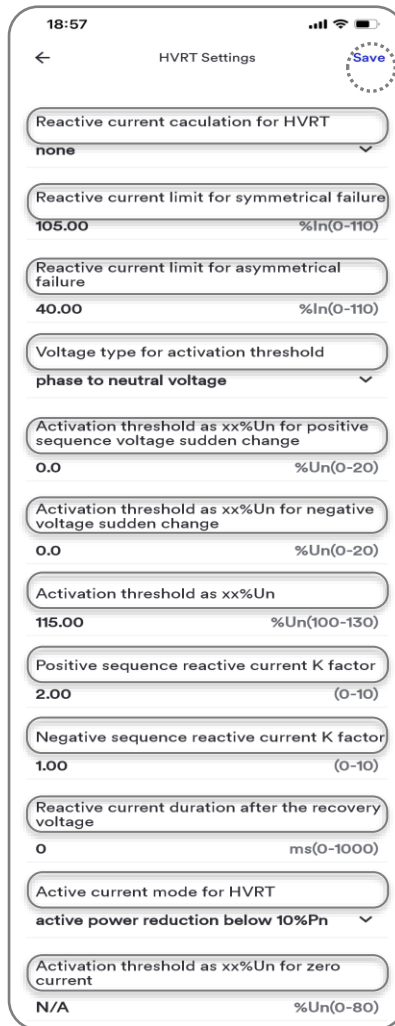 18:57
HVRT Settings
Save
Reactive current caculation for HVRT
none
Reactive current limit for symmetrical failure
105.00 %In(0-110)
Reactive current limit for asymmetrical
failure
40.00 %In(0-110)
Voltage type for activation threshold
phase to neutral voltage
Activation threshold as xx%Un for positive
sequence voltage sudden change
0.0 %Un(0-20)
Activation threshold as xx%Un for negative
voltage sudden change
0.0 %Un(0-20)
Activation threshold as xx%Un
115.00 %Un(100-130)
Positive sequence reactive current K factor
2.00 (0-10)
Negative sequence reactive current K factor
1.00 (0-10)
Reactive current duration after the recovery
voltage
0 ms(0-1000)
Active current mode for HVRT
active power reduction below 10%Pn
Activation threshold as xx%Un for zero
current
N/A %Un(0-80)